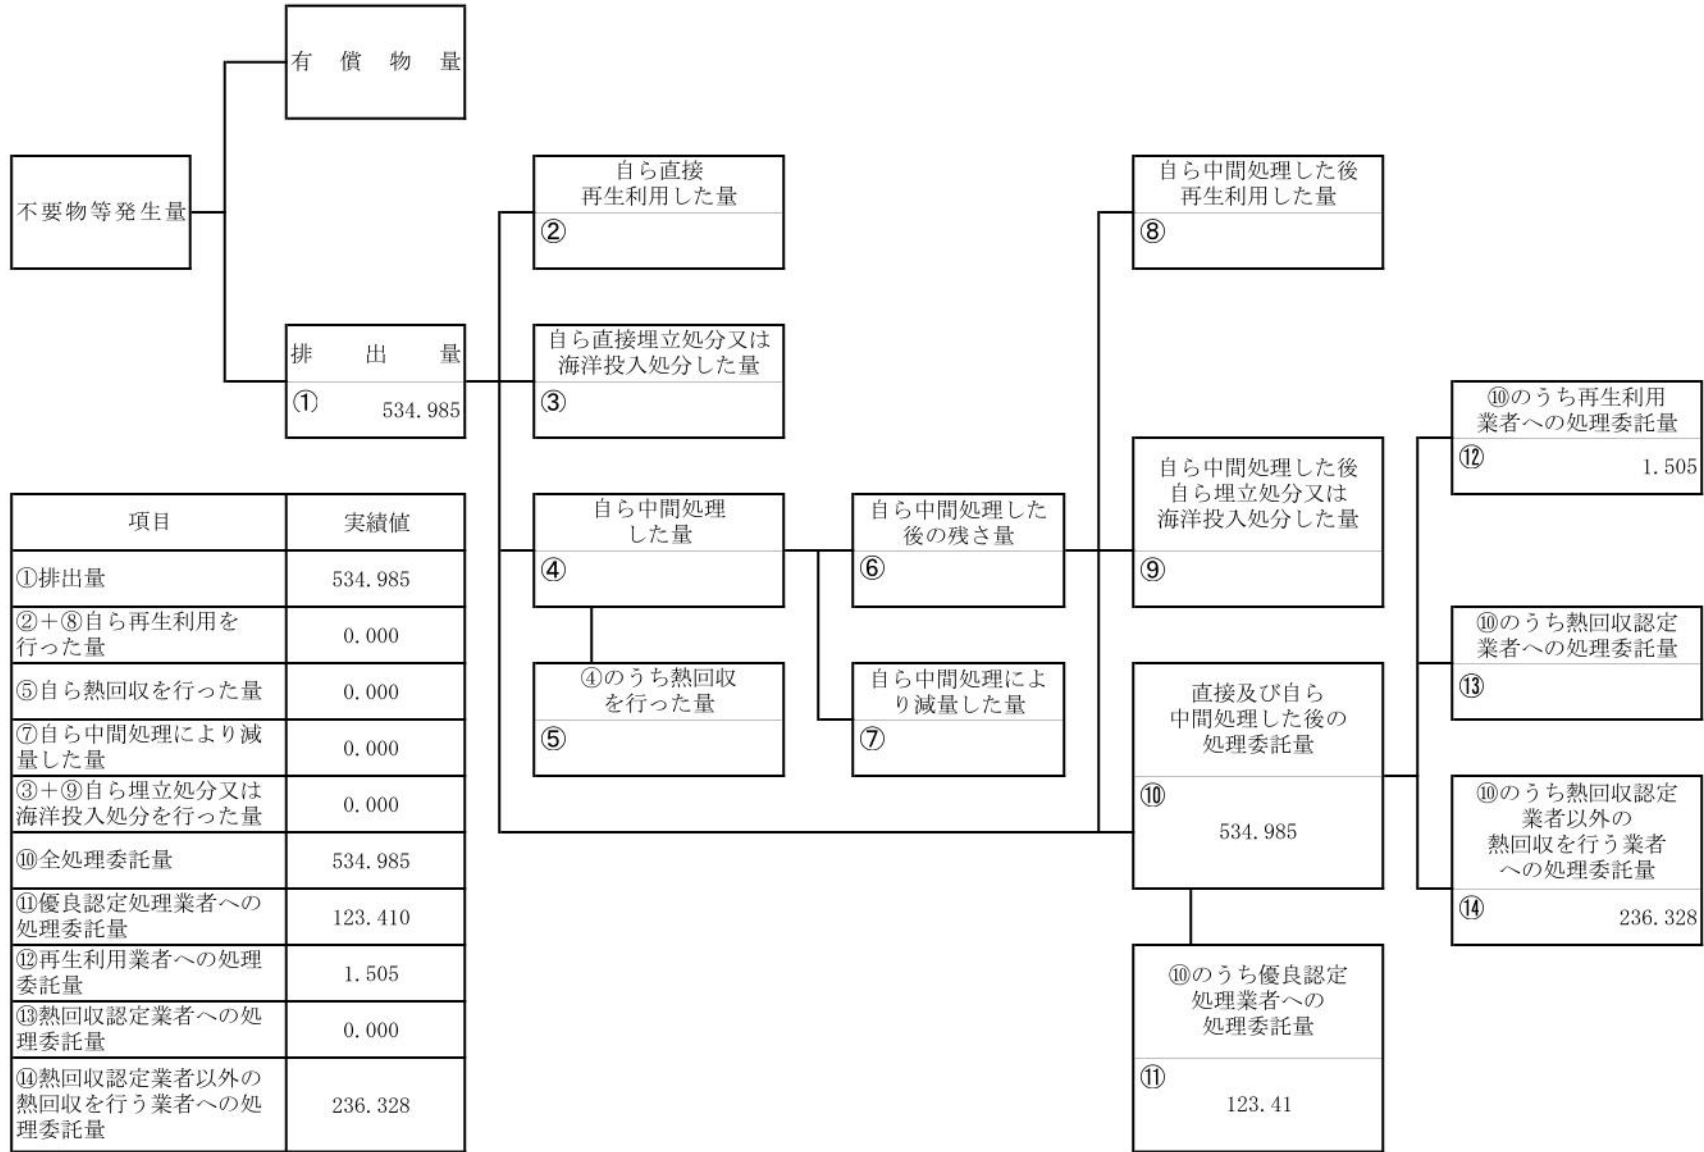 有償物量
不要物等発生量
自ら直接
再生利用した量
②
自ら中間処理した後
再生利用した量
⑧
排出量
① 534.985
自ら直接埋立処分又は
海洋投入処分した量
③
⑩のうち再生利用
業者への処理委託量
⑫ 1.505
自ら中間処理
した量
④
自ら中間処理した
後の残さ量
⑥
自ら中間処理した後
自ら埋立処分又は
海洋投入処分した量
⑨
④のうち熱回収
を行った量
⑤
自ら中間処理によ
り減量した量
⑦
直接及び自ら
中間処理した後の
処理委託量
⑩
534.985
⑩のうち熱回収認定
業者への処理委託量
⑬
⑩のうち熱回収認定
業者以外の
熱回収を行う業者
への処理委託量
⑭ 236.328
⑩のうち優良認定
処理業者への
処理委託量
⑪
123.41
項目 実績値
①排出量 534.985
②＋⑧自ら再生利用を
行った量 0.000
⑤自ら熱回収を行った量 0.000
⑦自ら中間処理により減
量した量 0.000
③＋⑨自ら埋立処分又は
海洋投入処分を行った量 0.000
⑩全処理委託量 534.985
⑪優良認定処理業者への
処理委託量 123.410
⑫再生利用業者への処理
委託量 1.505
⑬熱回収認定業者への処
理委託量 0.000
⑭熱回収認定業者以外の
熱回収を行う業者への処
理委託量 236.328